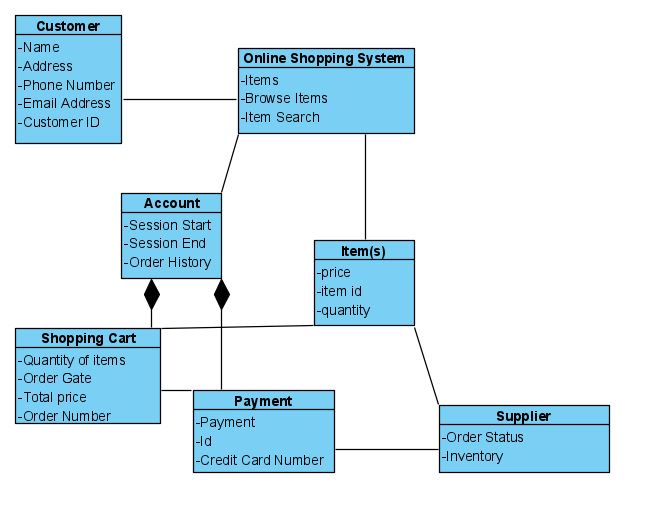 Customer
-Name
-Address
-Phone Number
-Email Address
-Customer ID
Online Shopping System
-Items
-Browse Items
-Item Search
Account
-Session Start
-Session End
-Order History
Item(s)
-price
-item id
-quantity
Shopping Cart
-Quantity of items
-Order Gate
-Total price
-Order Number
Payment
-Payment
-Id
-Credit Card Number
Supplier
-Order Status
-Inventory